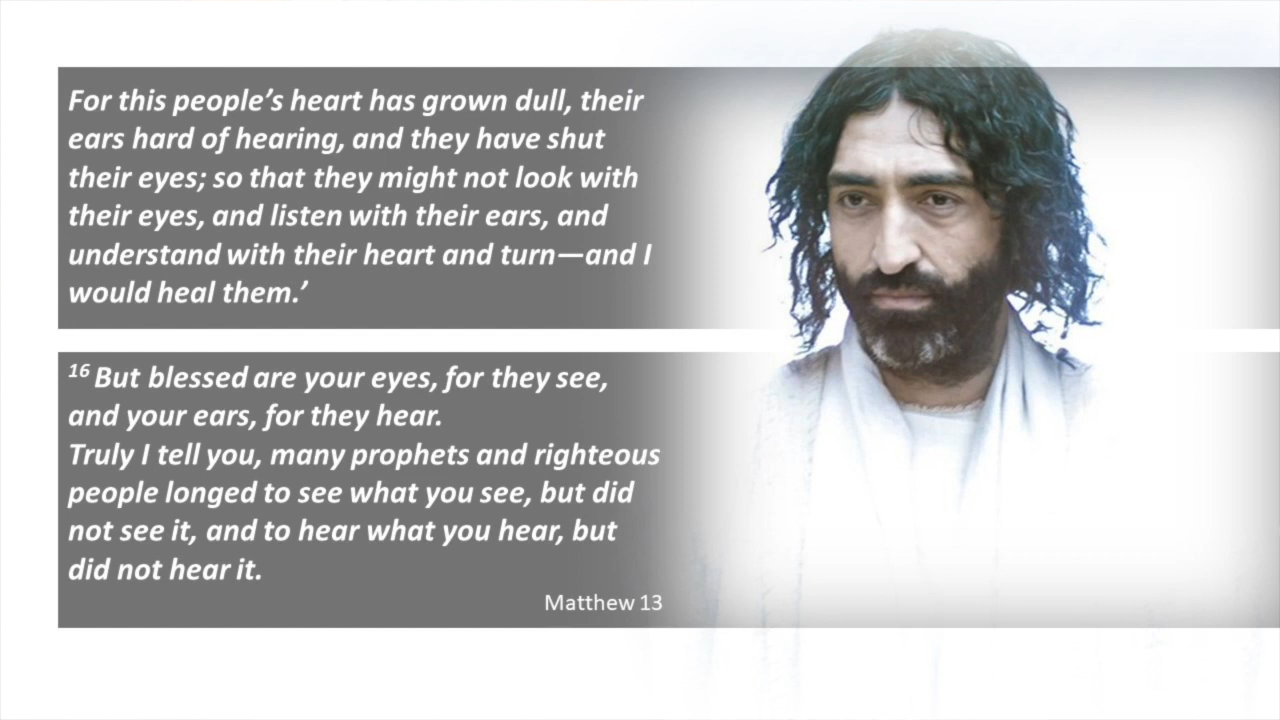 For this people’s heart has grown dull, their
ears hard of hearing, and they have shut
their eyes; so that they might not look with
their eyes, and listen with their ears, and
understand with their heart and turn—and I
would heal them.’
16 But blessed are your eyes, for they see,
and your ears, for they hear.
Truly I tell you, many prophets and righteous
people longed to see what you see, but did
not see it, and to hear what you hear, but
did not hear it.
Matthew 13